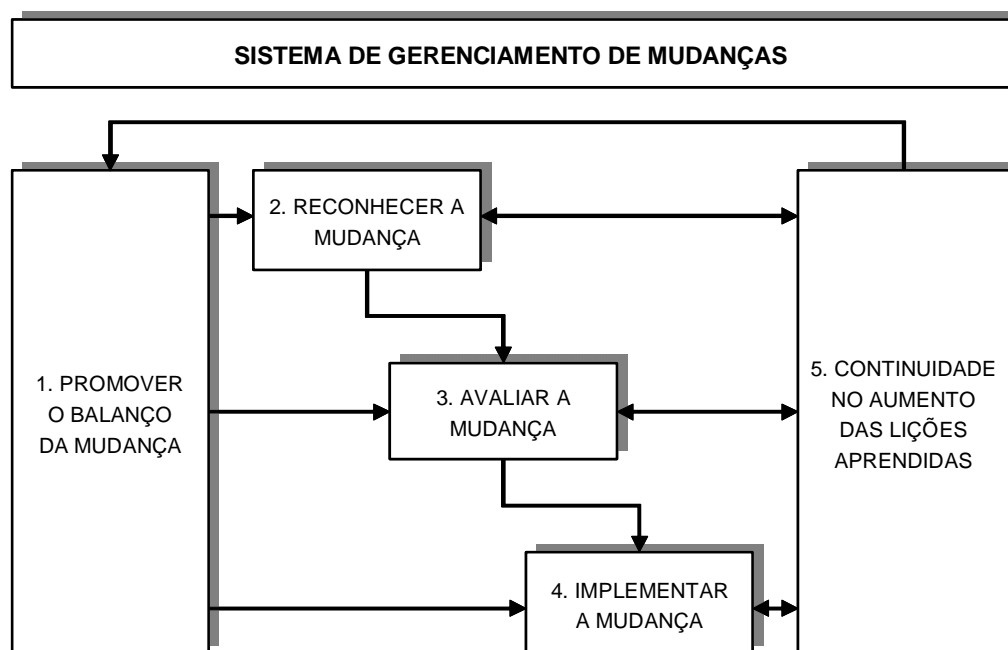 SISTEMA DE GERENCIAMENTO DE MUDANÇAS
1. PROMOVER
O BALANÇO
DA MUDANÇA
2. RECONHECER A
MUDANÇA
3. AVALIAR A
MUDANÇA
4. IMPLEMENTAR
A MUDANÇA
5. CONTINUIDADE
NO AUMENTO
DAS LIÇÕES
APRENDIDAS